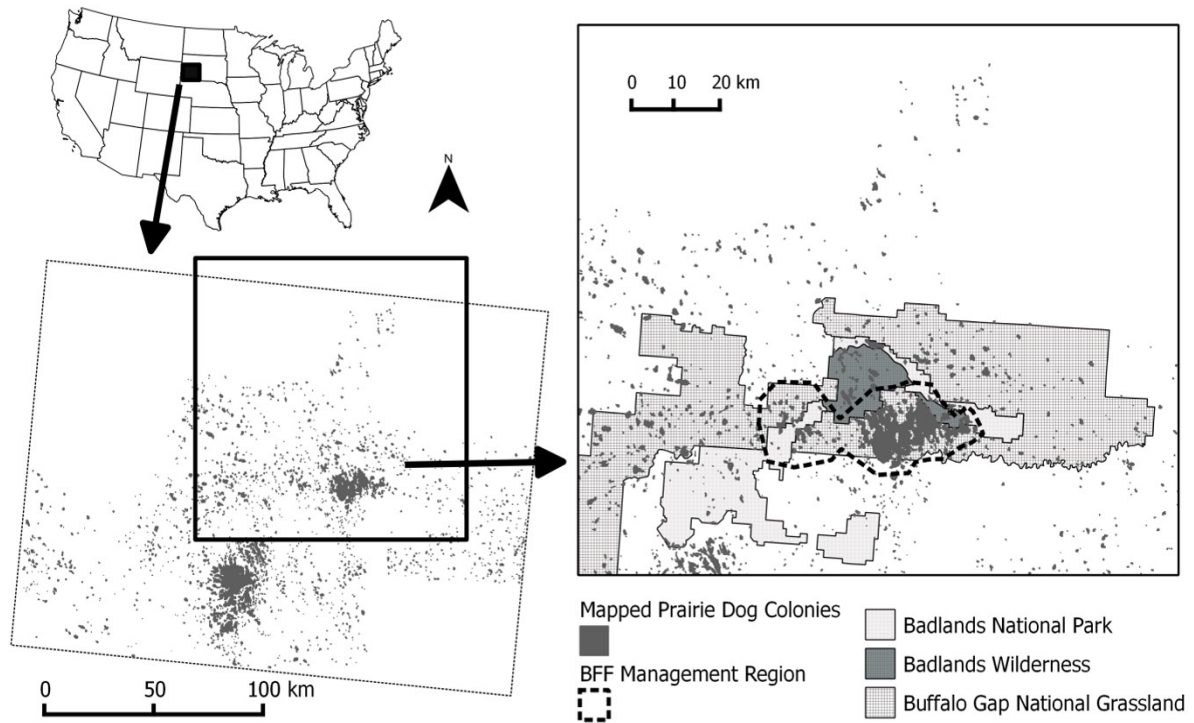 N
0 10 20 km
0 50 100 km
Mapped Prairie Dog Colonies
BFF Management Region
Badlands National Park
Badlands Wilderness
Buffalo Gap National Grassland